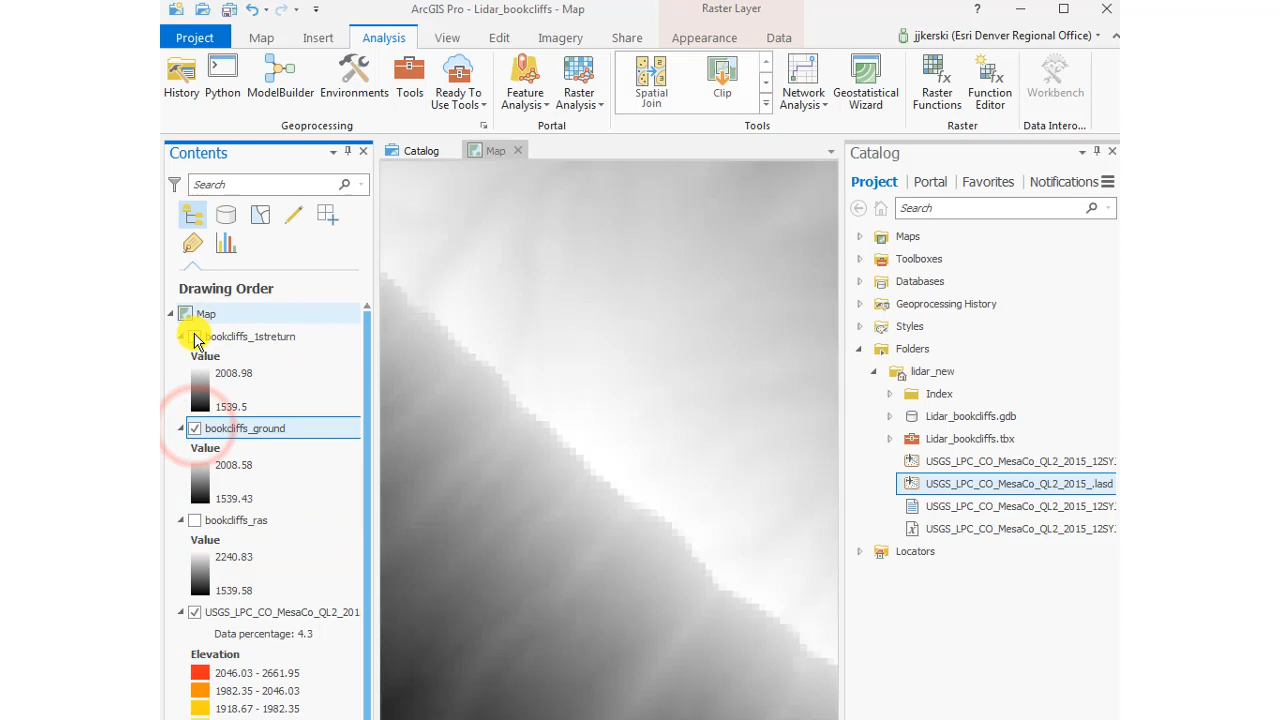 ArcGIS Pro - Lidar_bookcliffs - Map
Raster Layer
?
Project Map Insert Analysis View Edit Imagery Share Appearance Data
jjkerski (Esri Denver Regional Office)
History Python ModelBuilder Environments Tools Ready To Use Tools Feature Analysis Raster Analysis Spatial Join Clip Network Analysis Geostatistical Wizard Raster Functions Function Editor Workbench
Geoprocessing Portal Tools Raster Data Intero...
Contents
Search
Drawing Order
Map
bookcliffs_1streturn
Value
2008.98
1539.5
bookcliffs_ground
Value
2008.58
1539.43
bookcliffs_ras
Value
2240.83
1539.58
USGS_LPC_CO_MesaCo_QL2_201
Data percentage: 4.3
Elevation
2046.03 - 2661.95
1982.35 - 2046.03
1918.67 - 1982.35
Catalog Map
Catalog
Project Portal Favorites Notifications
Search
Maps
Toolboxes
Databases
Geoprocessing History
Styles
Folders
lidar_new
Index
Lidar_bookcliffs.gdb
Lidar_bookcliffs.tbx
USGS_LPC_CO_MesaCo_QL2_2015_12SY.
USGS_LPC_CO_MesaCo_QL2_2015_.lasd
USGS_LPC_CO_MesaCo_QL2_2015_12SY.
USGS_LPC_CO_MesaCo_QL2_2015_12SY.
Locators